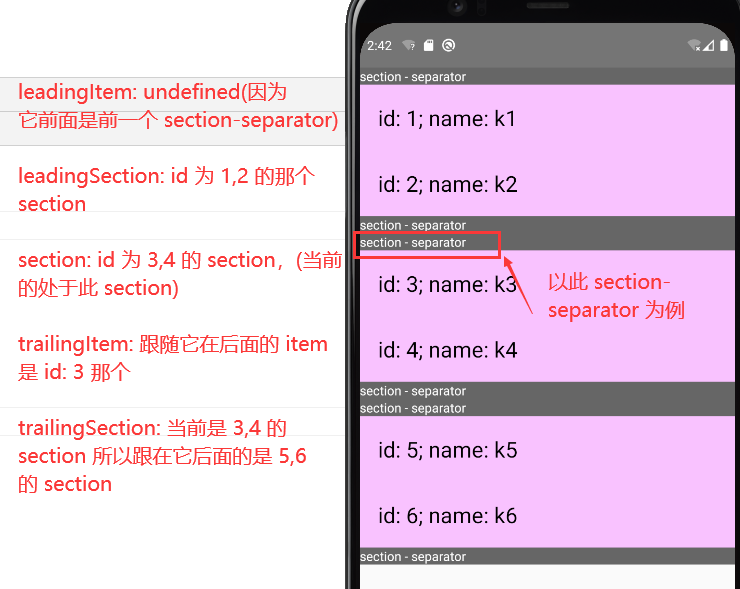 leadingItem: undefined(因为
它前面是前一个 section-separator)
leadingSection: id 为 1,2 的那个
section
section: id 为 3,4 的 section，(当前
的处于此 section)
trailingItem: 跟随它在后面的 item
是 id: 3 那个
trailingSection: 当前是 3,4 的
section 所以跟在它后面的是 5,6
的 section
2:42
section - separator
id: 1; name: k1
id: 2; name: k2
section - separator
section - separator
id: 3; name: k3
以此 section-
separator 为例
id: 4; name: k4
section - separator
section - separator
id: 5; name: k5
id: 6; name: k6
section - separator